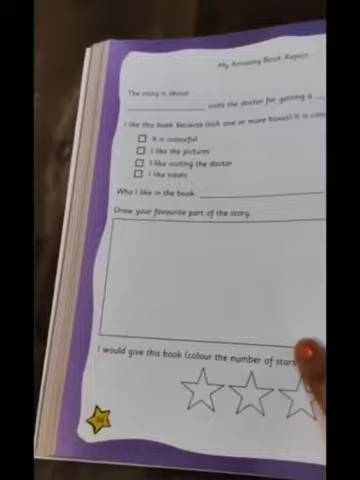 My Amazing Book Report
The story is about:
visits the doctor for getting a
I like this book because (tick one or more boxes) it is
It is colourful
I like the pictures
I like visiting the doctor
I like
Who I like in the book:
Draw your favourite part of the story.
I would give this book (colour the number of stars